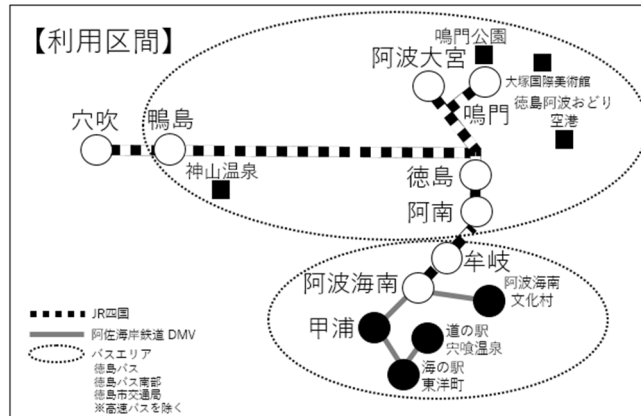 【利用区間】
鳴門公園
阿波大宮
大塚国際美術館
鳴門
徳島阿波おどり
空港
穴吹
鴨島
神山温泉
徳島
阿南
牟岐
阿波海南
阿波海南
文化村
甲浦
道の駅
宍喰温泉
海の駅
東洋町
JR四国
阿佐海岸鉄道 DMV
バスエリア
徳島バス
徳島バス南部
徳島市交通局
※高速バスを除く